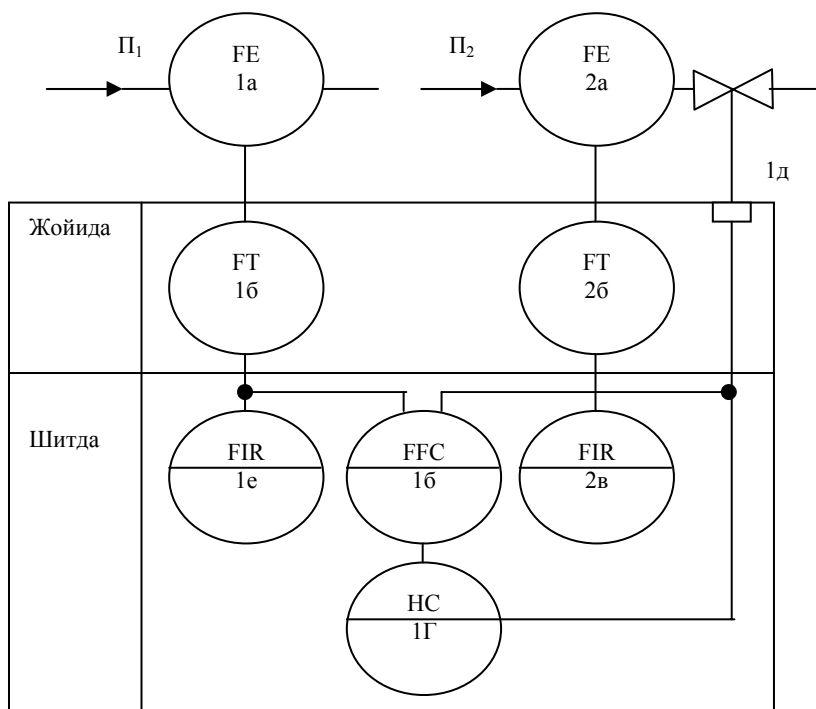 П₁
FE
1а
П₂
FE
2а
1д
Жойида
FT
1б
FT
2б
Шитда
FIR
1е
FFC
1б
FIR
2в
HC
1Г